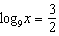 log₉x = 3/2